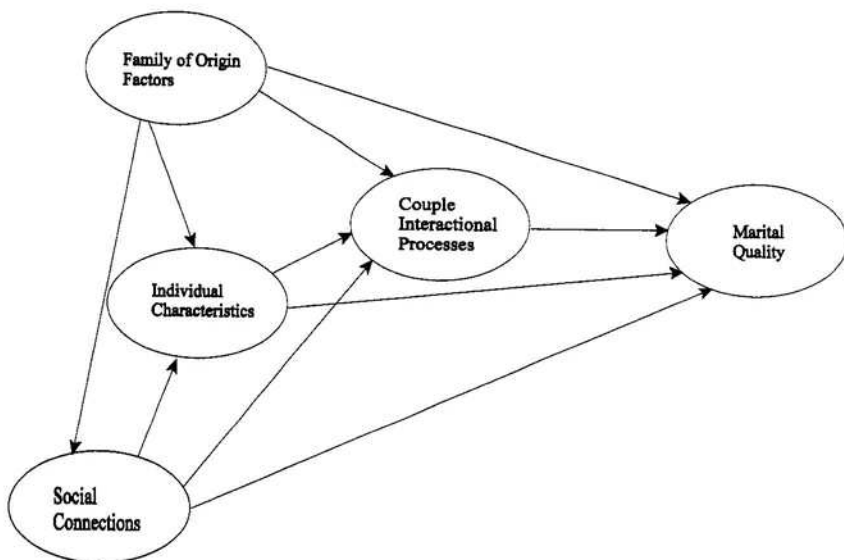 Family of Origin
Factors
Couple
Interactional
Processes
Marital
Quality
Individual
Characteristics
Social
Connections